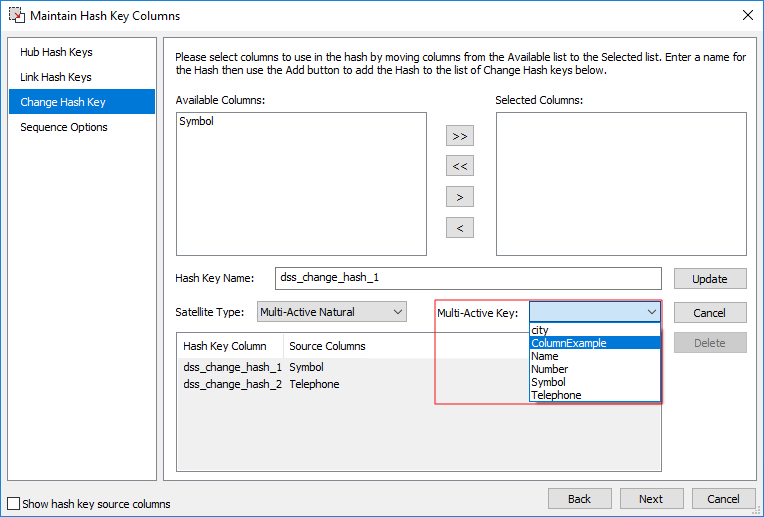 Maintain Hash Key Columns
Hub Hash Keys
Link Hash Keys
Change Hash Key
Sequence Options
Please select columns to use in the hash by moving columns from the Available list to the Selected list. Enter a name for
the Hash then use the Add button to add the Hash to the list of Change Hash keys below.
Available Columns:
Selected Columns:
Symbol
>>
<<
>
<
Hash Key Name:
dss_change_hash_1
Update
Satellite Type:
Multi-Active Natural
Multi-Active Key:
Cancel
city
ColumnExample
Name
Number
Symbol
Telephone
Delete
Hash Key Column Source Columns
dss_change_hash_1 Symbol
dss_change_hash_2 Telephone
Show hash key source columns
Back
Next
Cancel